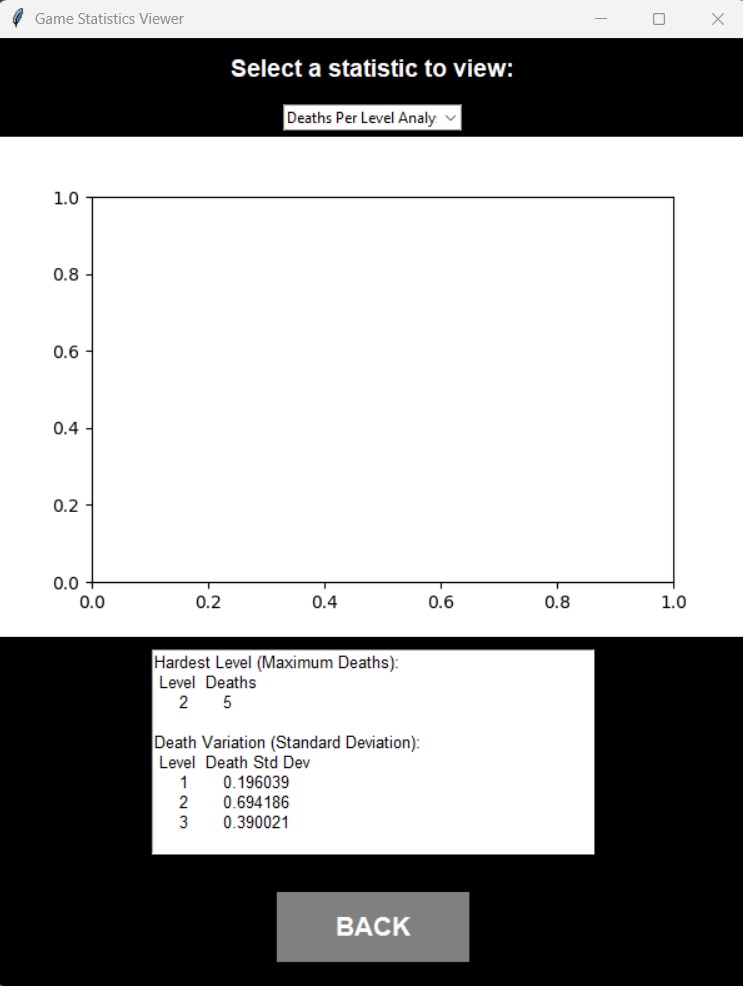 Game Statistics Viewer
Select a statistic to view:
Deaths Per Level Analy
1.0
0.8
0.6
0.4
0.2
0.0
0.0 0.2 0.4 0.6 0.8 1.0
Hardest Level (Maximum Deaths):
Level Deaths
2 5
Death Variation (Standard Deviation):
Level Death Std Dev
1 0.196039
2 0.694186
3 0.390021
BACK